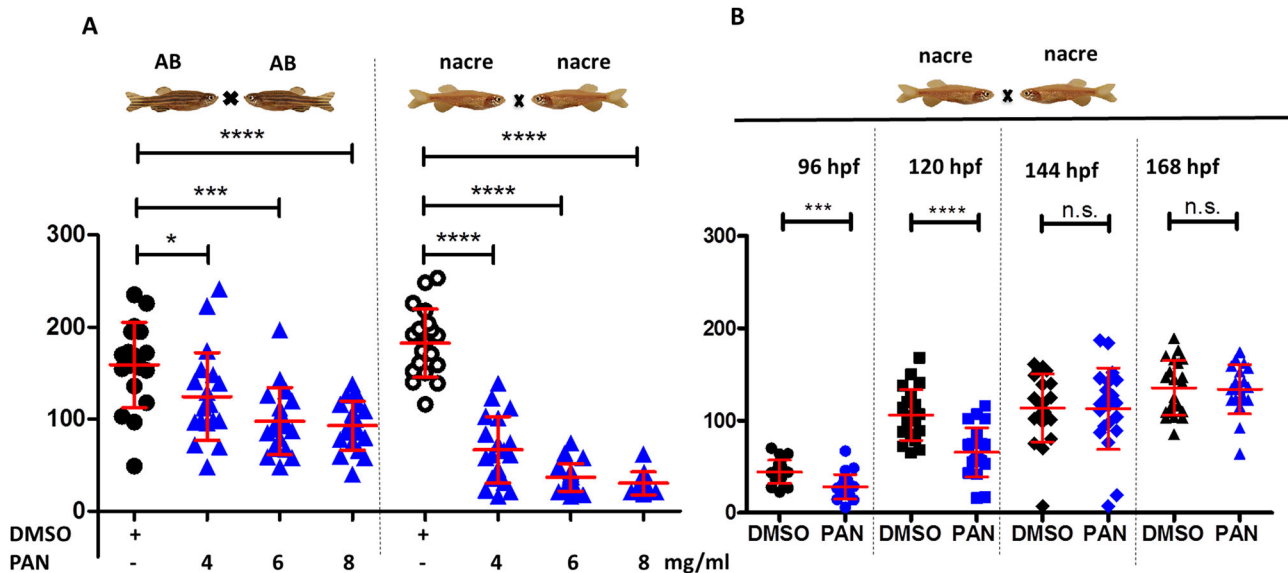 A
B
AB AB
nacre nacre
nacre nacre
****
****
***
****
*
****
96 hpf 120 hpf 144 hpf 168 hpf
*** **** n.s. n.s.
300
200
100
0
300
200
100
0
DMSO + +
PAN - 4 6 8 - 4 6 8 mg/ml
DMSO PAN DMSO PAN DMSO PAN DMSO PAN